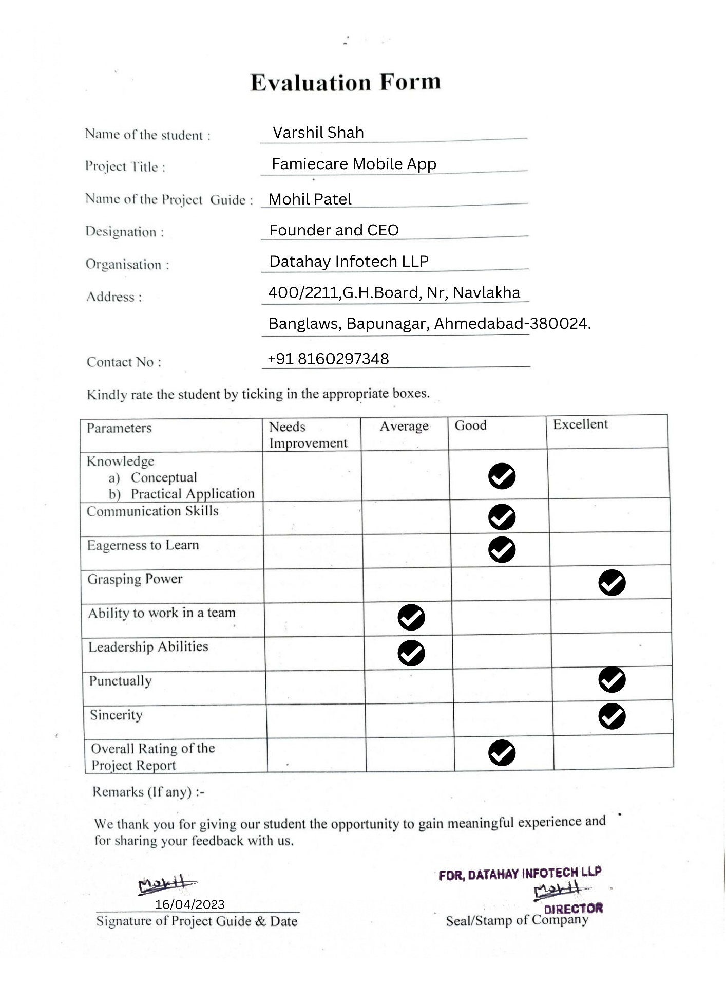 Evaluation Form
Name of the student : Varshil Shah
Project Title : Famiecare Mobile App
Name of the Project Guide : Mohil Patel
Designation : Founder and CEO
Organisation : Datahay Infotech LLP
Address : 400/2211,G.H.Board, Nr, Navlakha
Banglaws, Bapunagar, Ahmedabad-380024.
Contact No : +91 8160297348
Kindly rate the student by ticking in the appropriate boxes.
Parameters Needs Average Good Excellent
Improvement
Knowledge
a) Conceptual
b) Practical Application
Communication Skills
Eagerness to Learn
Grasping Power
Ability to work in a team
Leadership Abilities
Punctually
Sincerity
Overall Rating of the
Project Report
Remarks (If any) :-
We thank you for giving our student the opportunity to gain meaningful experience and
for sharing your feedback with us.
FOR, DATAHAY INFOTECH LLP
16/04/2023
DIRECTOR
Signature of Project Guide & Date Seal/Stamp of Company